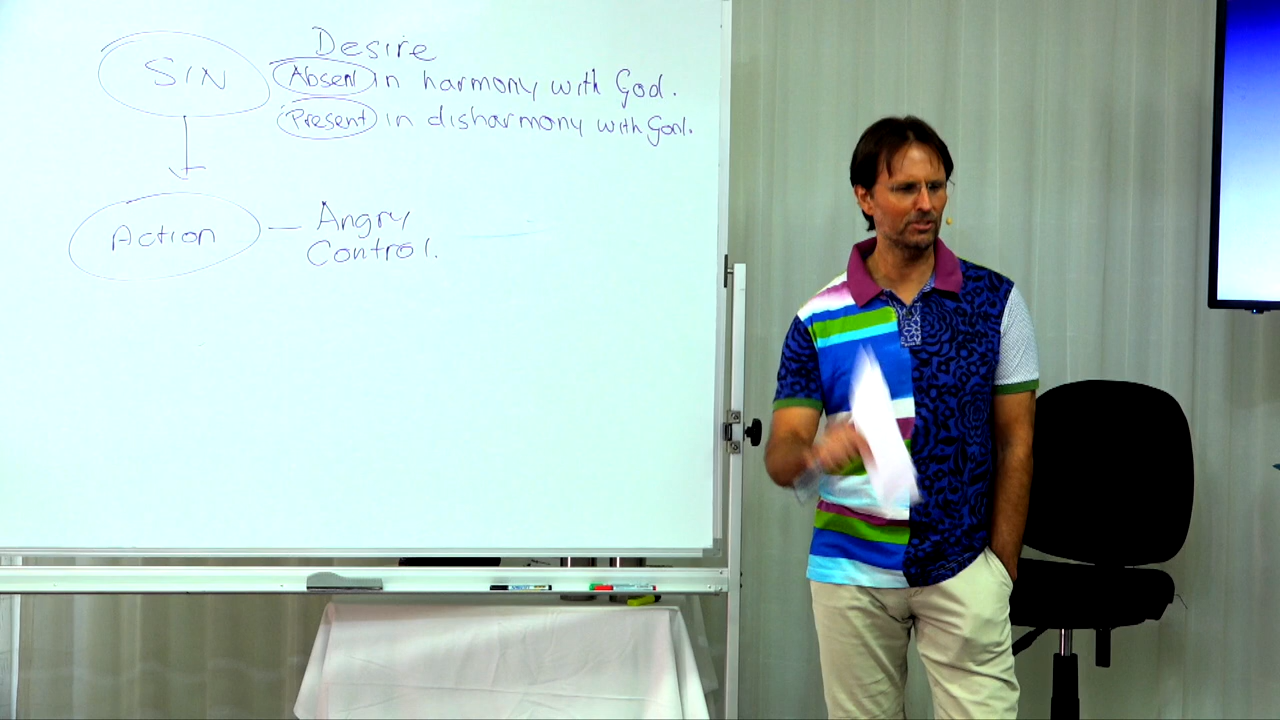 SIN
Desire
Absent in harmony with God.
Present in disharmony with God.
Action - Angry
Control.